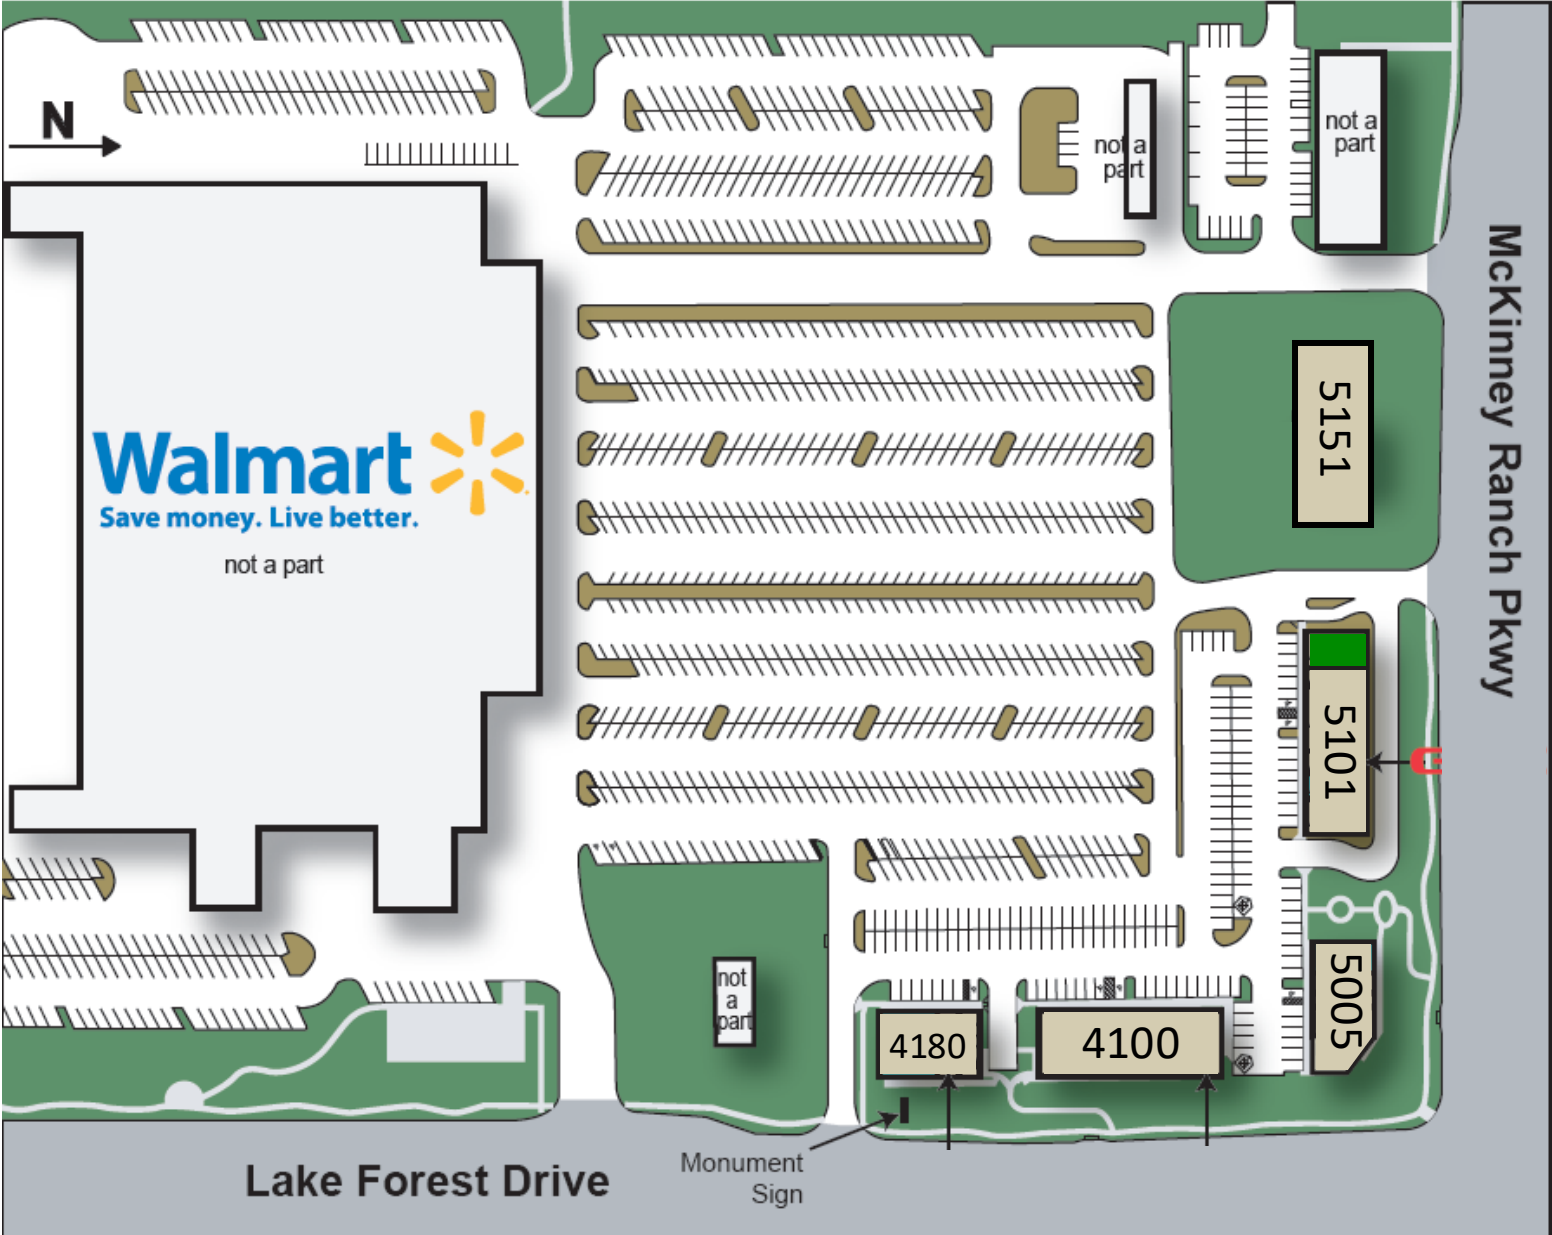 N
not a
part
not a
part
McKinney Ranch Pkwy
5151
Walmart
Save money. Live better.
not a part
5101
not
a
part
4180
4100
5005
Monument
Sign
Lake Forest Drive